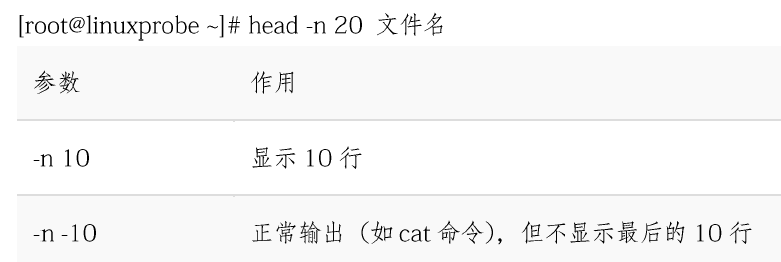 [root@linuxprobe ~]# head -n 20 文件名
参数 作用
-n 10 显示 10 行
-n -10 正常输出（如 cat 命令），但不显示最后的 10 行